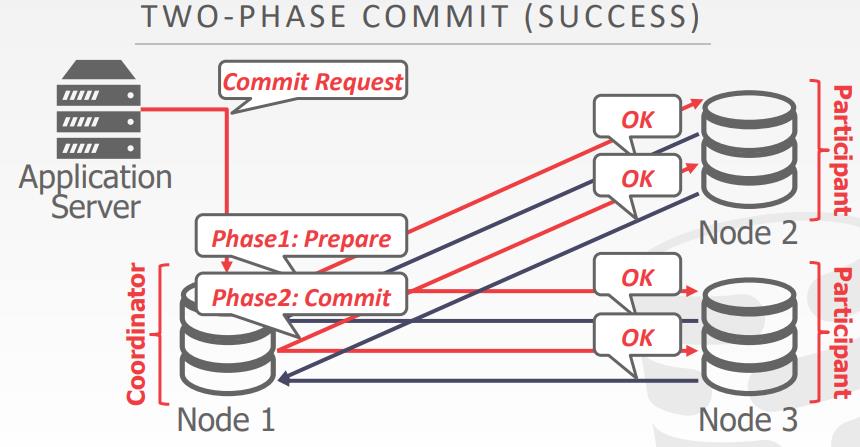 TWO-PHASE COMMIT (SUCCESS)
Commit Request
Application
Server
Phase1: Prepare
Phase2: Commit
Coordinator
Node 1
OK
OK
Participant
Node 2
OK
OK
Participant
Node 3